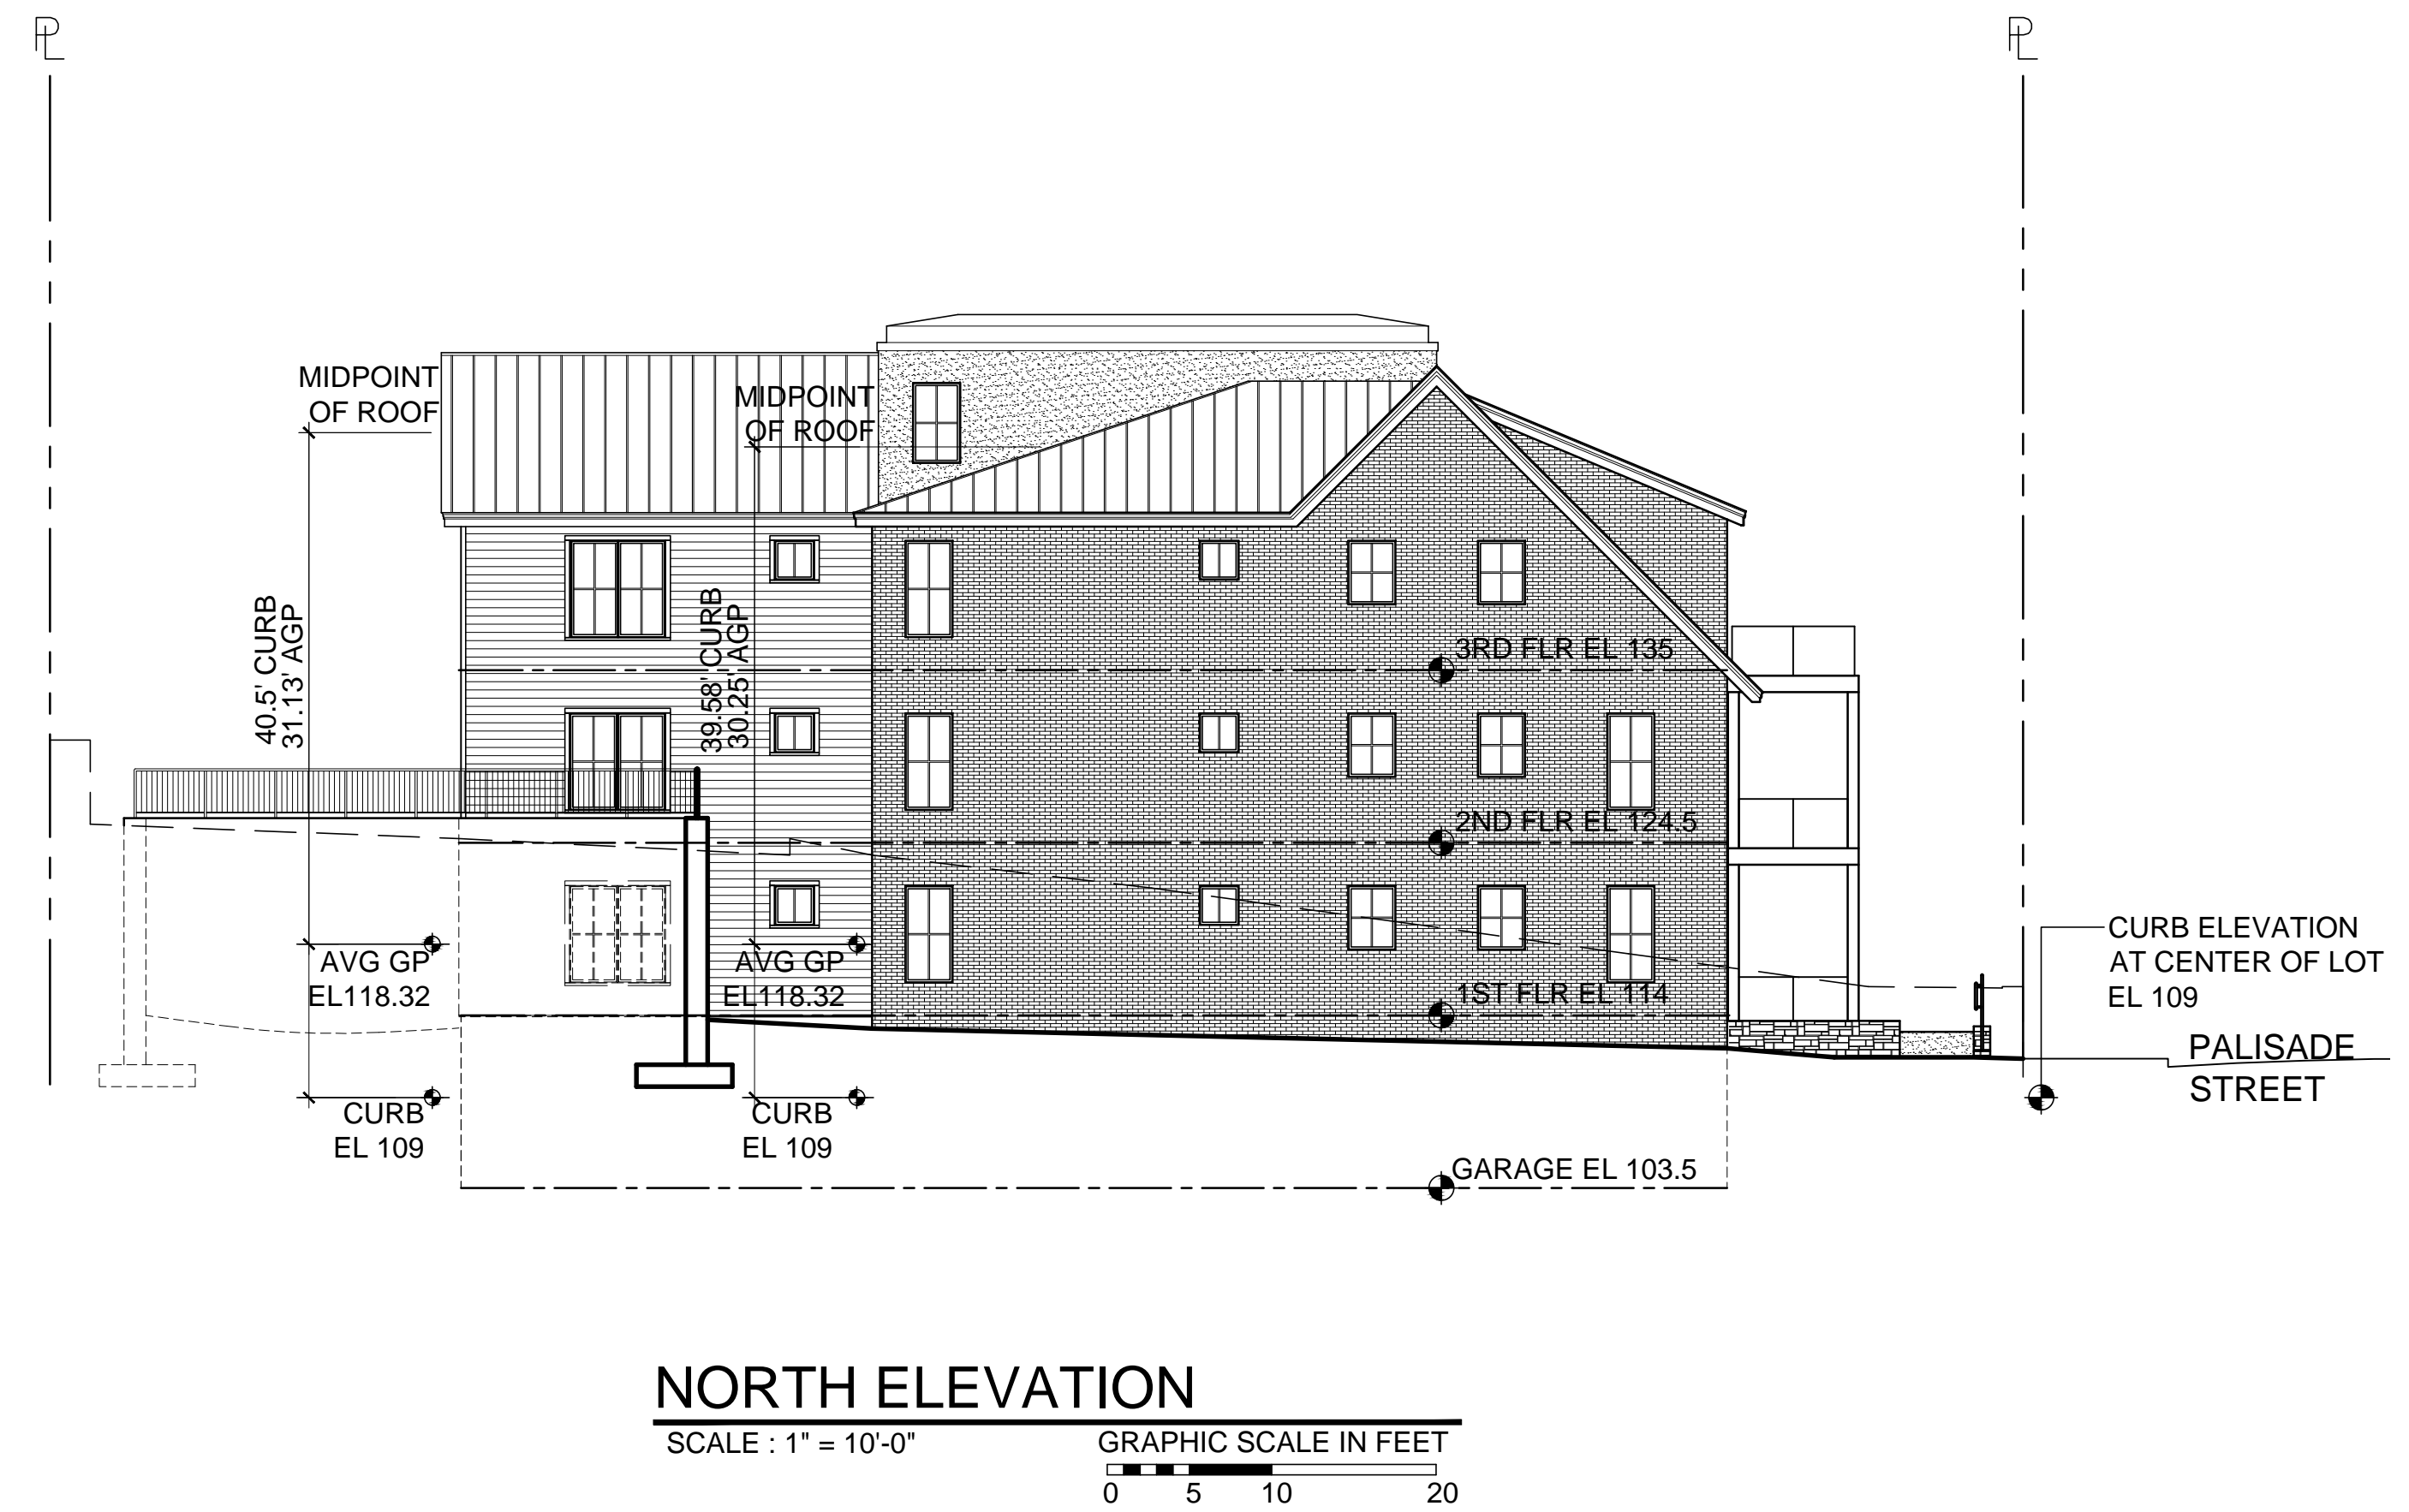 PL
PL
MIDPOINT
OF ROOF
MIDPOINT
OF ROOF
40.5' CURB
31.13' AGP
39.58' CURB
30.25' AGP
3RD FLR EL 135
2ND FLR EL 124.5
1ST FLR EL 114
AVG GP
EL118.32
AVG GP
EL118.32
CURB ELEVATION
AT CENTER OF LOT
EL 109
PALISADE
STREET
CURB
EL 109
CURB
EL 109
GARAGE EL 103.5
NORTH ELEVATION
SCALE : 1" = 10'-0"
GRAPHIC SCALE IN FEET
0 5 10 20